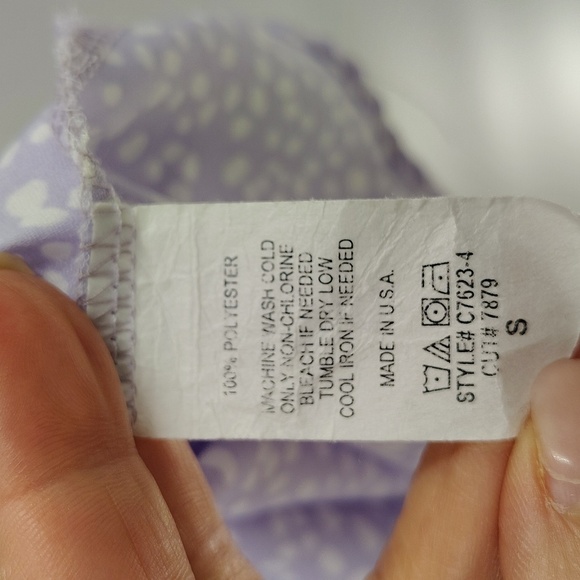 100% POLYESTER
MACHINE WASH COLD
ONLY NON-CHLORINE
BLEACH IF NEEDED
TUMBLE DRY LOW
COOL IRON IF NEEDED
MADE IN U.S.A.
STYLE# C7623-4
CUT# 7879
S